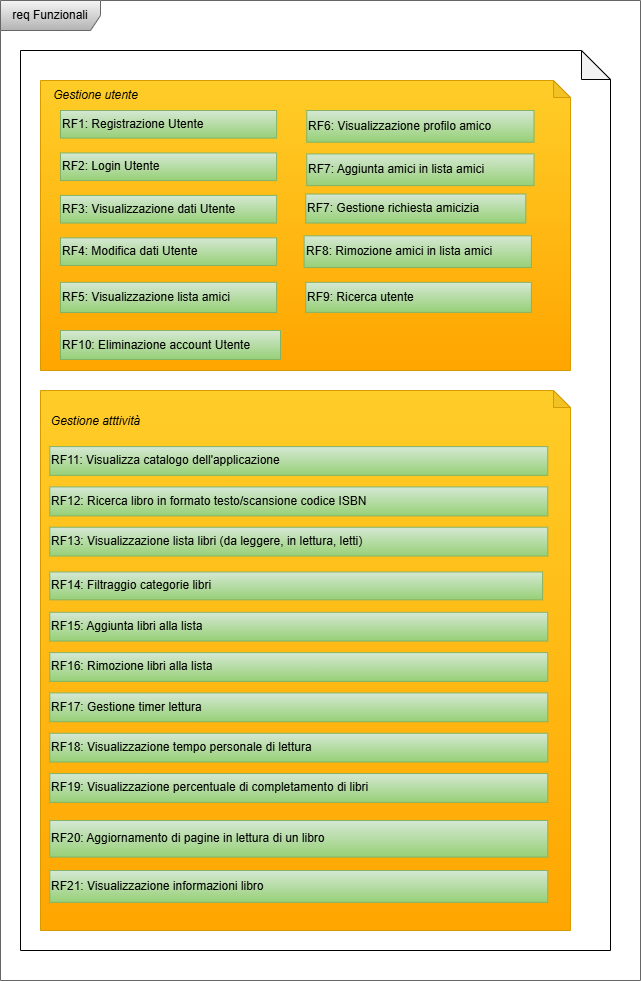 req Funzionali
Gestione utente
RF1: Registrazione Utente
RF2: Login Utente
RF3: Visualizzazione dati Utente
RF4: Modifica dati Utente
RF5: Visualizzazione lista amici
RF10: Eliminazione account Utente
RF6: Visualizzazione profilo amico
RF7: Aggiunta amici in lista amici
RF7: Gestione richiesta amicizia
RF8: Rimozione amici in lista amici
RF9: Ricerca utente
Gestione atttività
RF11: Visualizza catalogo dell'applicazione
RF12: Ricerca libro in formato testo/scansione codice ISBN
RF13: Visualizzazione lista libri (da leggere, in lettura, letti)
RF14: Filtraggio categorie libri
RF15: Aggiunta libri alla lista
RF16: Rimozione libri alla lista
RF17: Gestione timer lettura
RF18: Visualizzazione tempo personale di lettura
RF19: Visualizzazione percentuale di completamento di libri
RF20: Aggiornamento di pagine in lettura di un libro
RF21: Visualizzazione informazioni libro